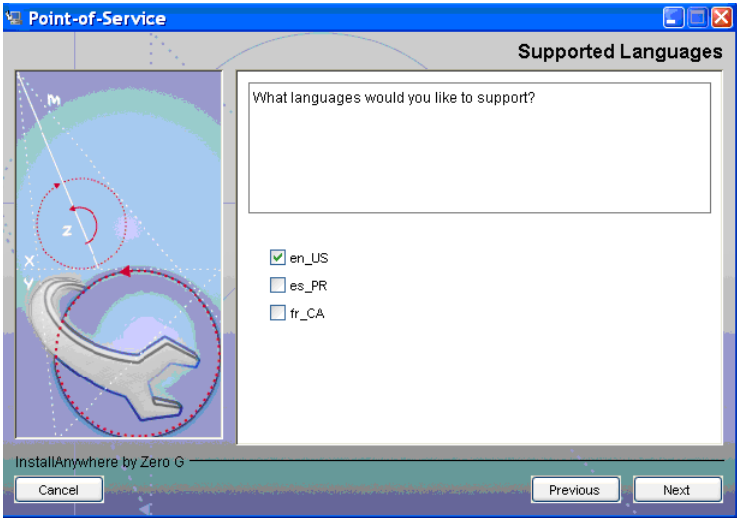 Point-of-Service
Supported Languages
What languages would you like to support?
en_US
es_PR
fr_CA
M
Z
X
Y
InstallAnywhere by Zero G
Cancel
Previous
Next